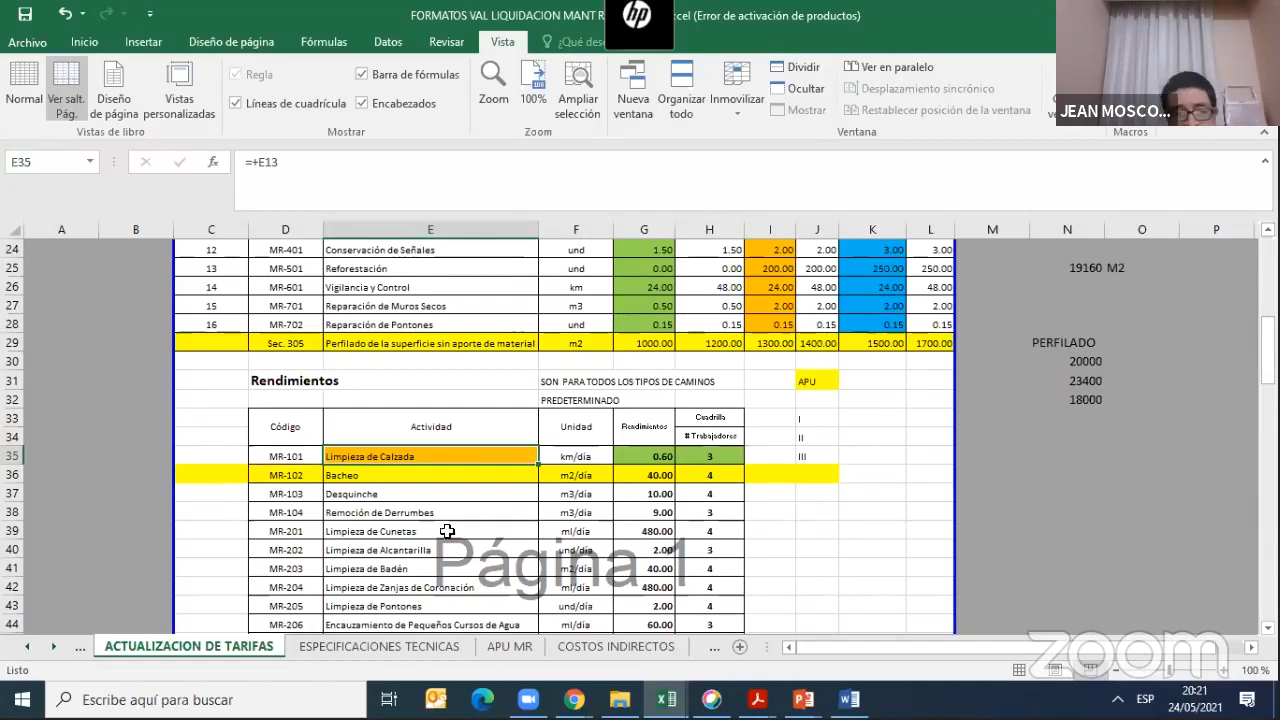 FORMATOS VAL LIQUIDACION MANT R
cel (Error de activación de productos)
Archivo Inicio Insertar Diseño de página Fórmulas Datos Revisar Vista
JEAN MOSCO...
Regla Barra de fórmulas
Líneas de cuadrícula Encabezados
Normal Ver salt. Pág. Diseño de página Vistas personalizadas
Zoom 100% Ampliar selección
Nueva ventana Organizar todo Inmovilizar
Dividir Ver en paralelo
Ocultar Desplazamiento sincrónico
Mostrar Restablecer posición de la ventana
Vistas de libro Mostrar Zoom Ventana Macros
E35 fx =+E13
A B C D E F G H I J K L M N O P
24 12 MR-401 Conservación de Señales und 1.50 1.50 2.00 2.00 3.00 3.00
25 13 MR-501 Reforestación und 0.00 0.00 200.00 200.00 250.00 250.00 19160 M2
26 14 MR-601 Vigilancia y Control km 24.00 48.00 24.00 48.00 24.00 48.00
27 15 MR-701 Reparación de Muros Secos m3 0.50 0.50 2.00 2.00 2.00 2.00
28 16 MR-702 Reparación de Pontones und 0.15 0.15 0.15 0.15 0.15 0.15
29 Sec. 305 Perfilado de la superficie sin aporte de material m2 1000.00 1200.00 1300.00 1400.00 1500.00 1700.00 PERFILADO
30 20000
31 Rendimientos SON PARA TODOS LOS TIPOS DE CAMINOS APU 23400
32 PREDETERMINADO 18000
33 Código Actividad Unidad Rendimientos Cuadrilla I
34 # Trabajadores II
35 MR-101 Limpieza de Calzada km/día 0.60 3 III
36 MR-102 Bacheo m2/día 40.00 4
37 MR-103 Desquinche m3/día 10.00 4
38 MR-104 Remoción de Derrumbes m3/día 9.00 3
39 MR-201 Limpieza de Cunetas ml/día 480.00 4
40 MR-202 Limpieza de Alcantarilla und/día 2.00 3
41 MR-203 Limpieza de Badén m2/día 40.00 4
42 MR-204 Limpieza de Zanjas de Coronación ml/día 480.00 4
43 MR-205 Limpieza de Pontones und/día 2.00 4
44 MR-206 Encauzamiento de Pequeños Cursos de Agua ml/día 60.00 3
Página 1
... ACTUALIZACION DE TARIFAS ESPECIFICACIONES TECNICAS APU MR COSTOS INDIRECTOS ...
zoom
Listo 100 %
Escribe aquí para buscar
ESP
20:21
24/05/2021